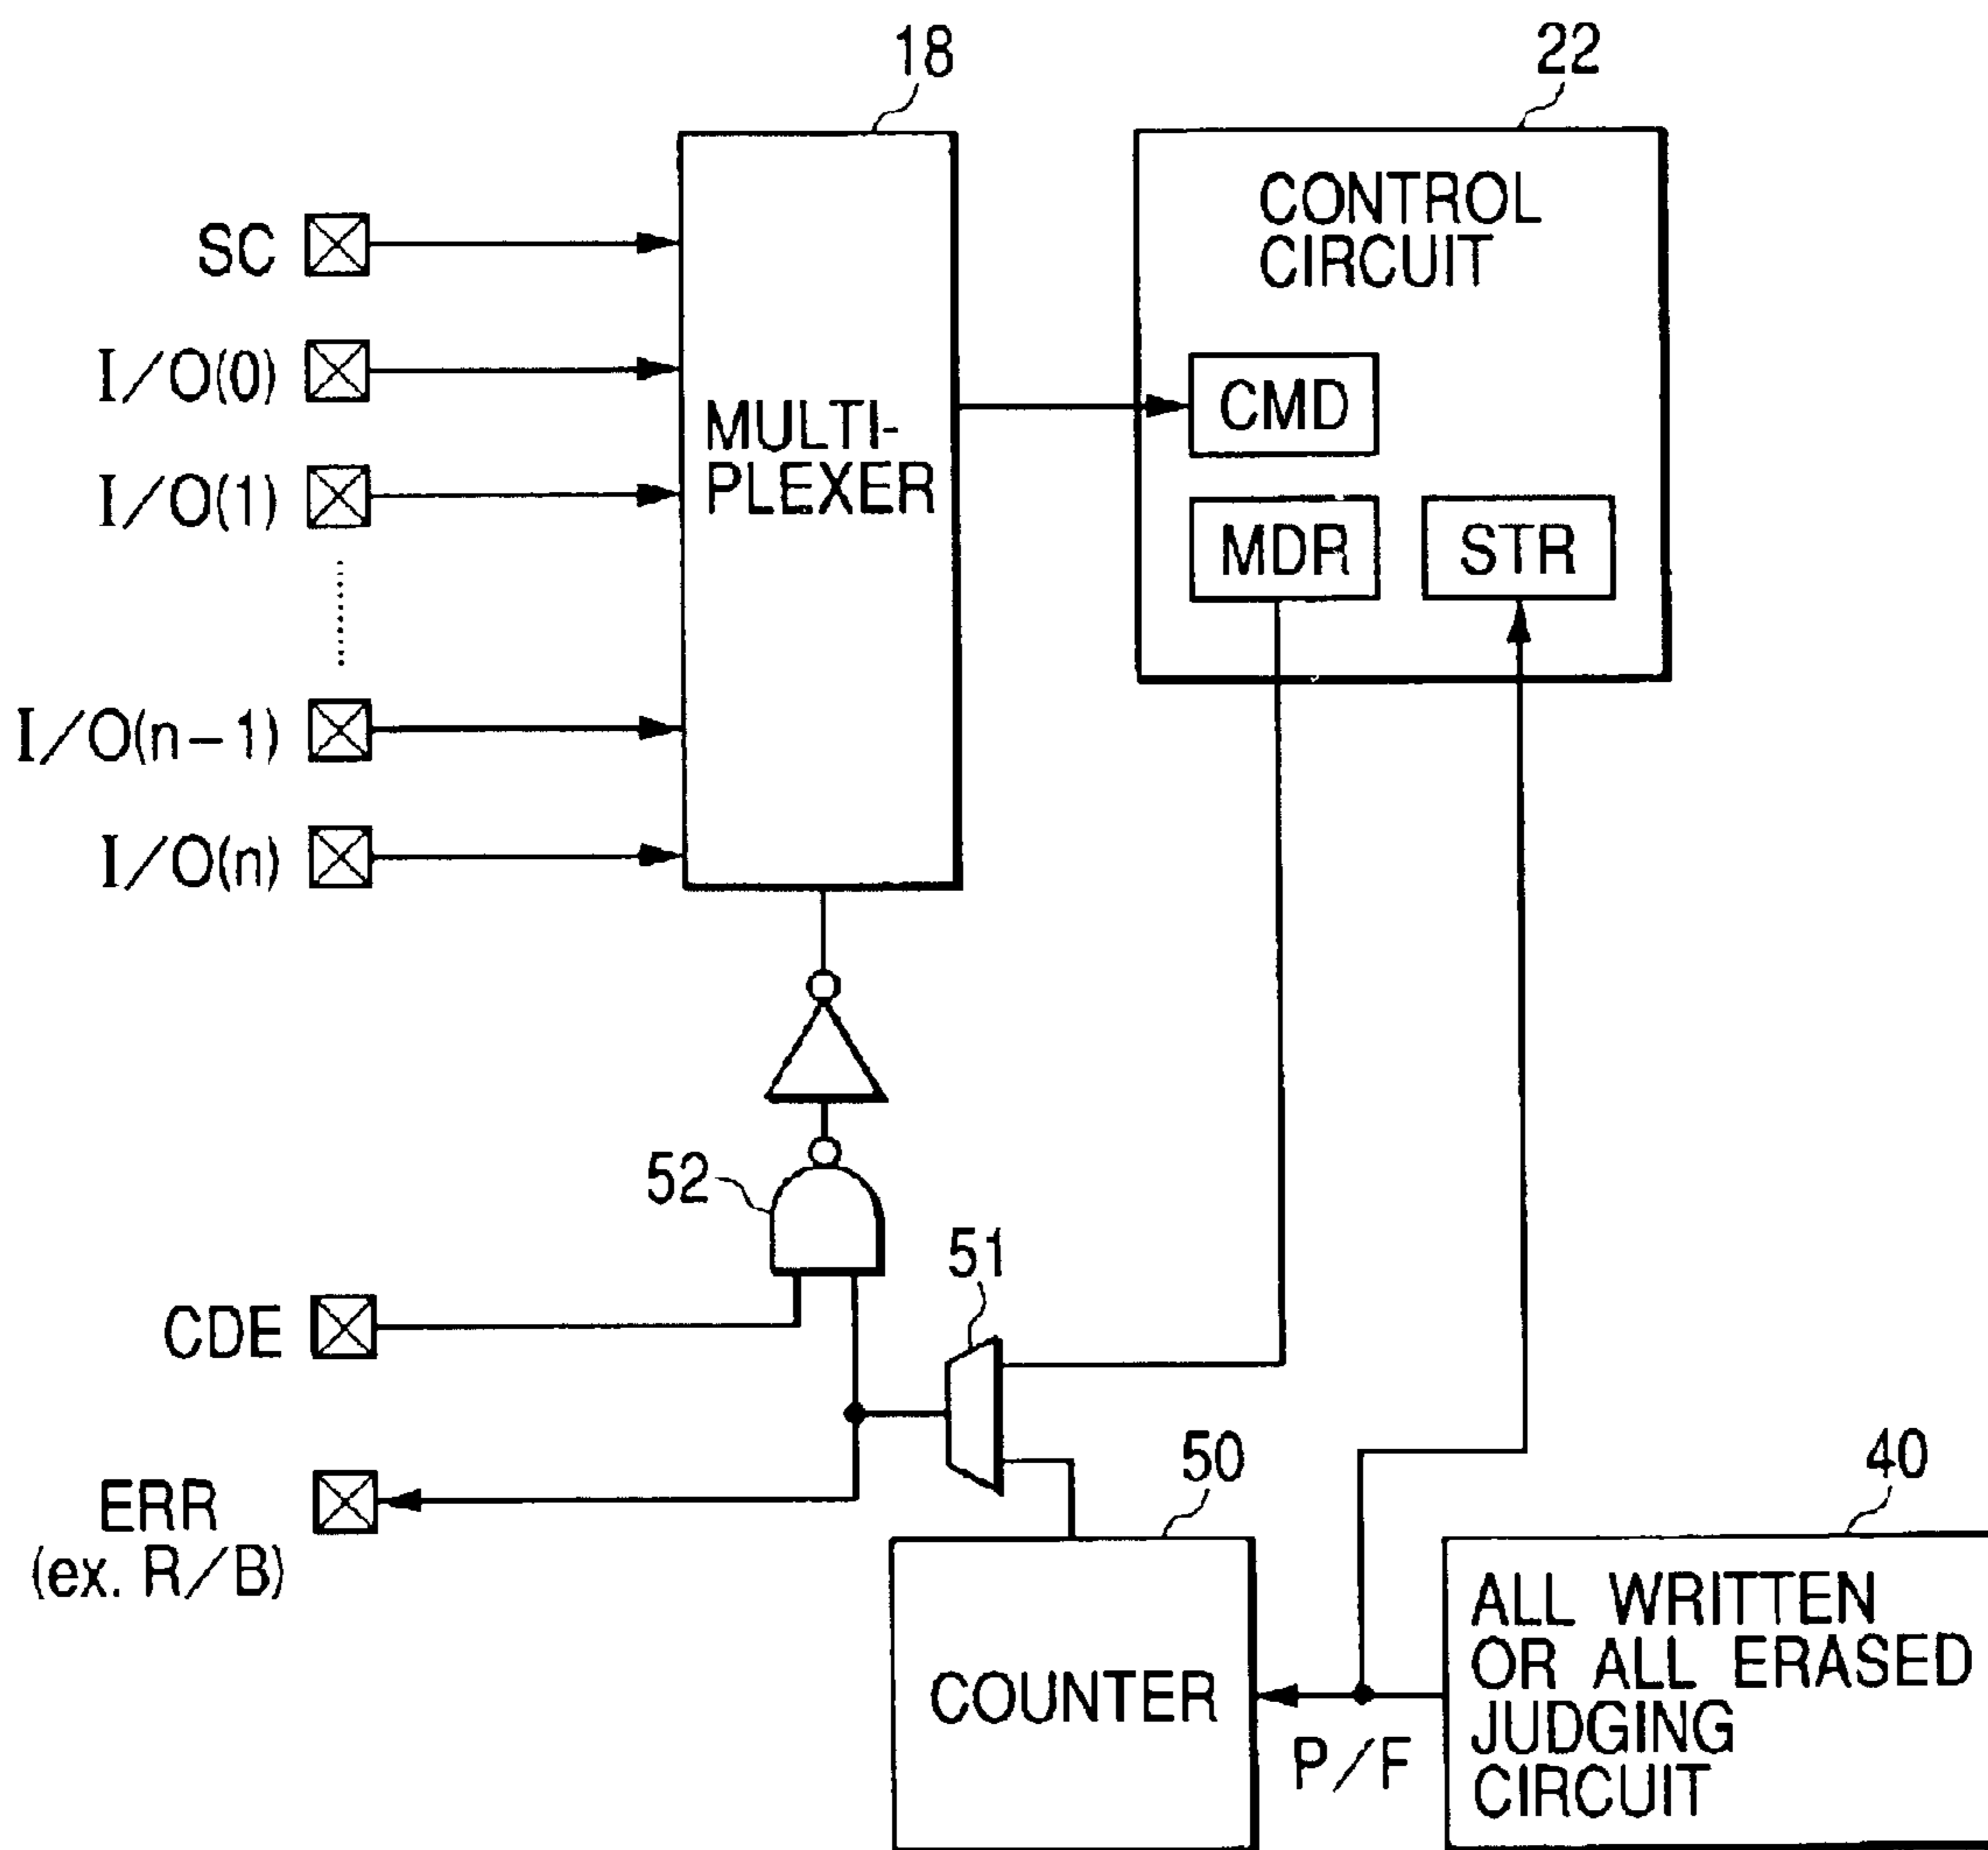 18
22
CONTROL
CIRCUIT
SC
I/O(0)
CMD
MULTI-
PLEXER
I/O(1)
MDR
STR
I/O(n-1)
I/O(n)
52
51
CDE
50
40
ERR
(ex. R/B)
ALL WRITTEN
OR ALL ERASED
JUDGING
CIRCUIT
COUNTER
P/F